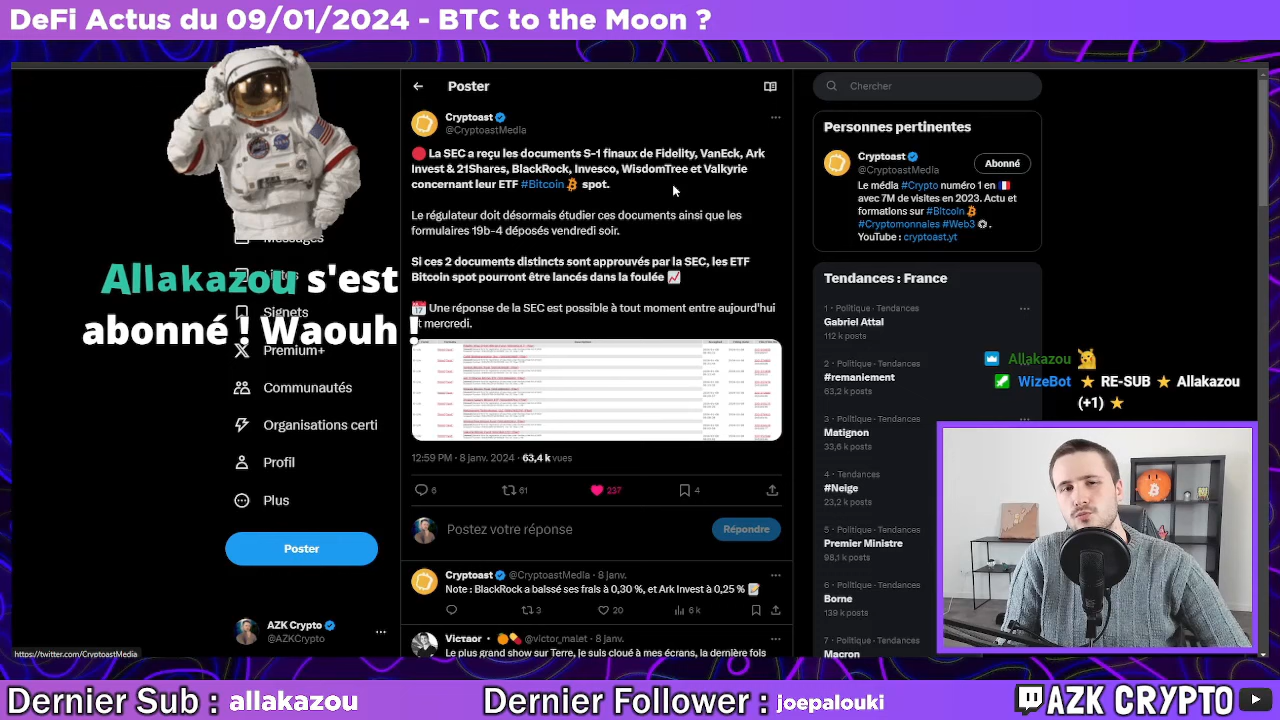 DeFi Actus du 09/01/2024 - BTC to the Moon ?
Messages
Listes
Signets
Premium+
Communautés
Organisations certi
Profil
Plus
Poster
AZK Crypto
@AZKCrypto
https://twitter.com/CryptoastMedia
Allakazou s'est
abonné ! Waouh !
Poster
Cryptoast
@CryptoastMedia
La SEC a reçu les documents S-1 finaux de Fidelity, VanEck, Ark
Invest & 21Shares, BlackRock, Invesco, WisdomTree et Valkyrie
concernant leur ETF #Bitcoin spot.
Le régulateur doit désormais étudier ces documents ainsi que les
formulaires 19b-4 déposés vendredi soir.
Si ces 2 documents distincts sont approuvés par la SEC, les ETF
Bitcoin spot pourront être lancés dans la foulée
Une réponse de la SEC est possible à tout moment entre aujourd'hui
et mercredi.
12:59 PM · 8 janv. 2024 · 63,4 k vues
6 61 237 4
Postez votre réponse
Répondre
Cryptoast @CryptoastMedia · 8 janv.
Note : BlackRock a baissé ses frais à 0,30 %, et Ark Invest à 0,25 %
3 20 6 k
Victor @victor_malet · 8 janv.
Le plus grand show sur Terre, je suis cloué à mes écrans, la dernière fois
Chercher
Personnes pertinentes
Cryptoast
@CryptoastMedia
Abonné
Le média #Crypto numéro 1 en
avec 7M de visites en 2023. Actu et
formations sur #Bitcoin
#Cryptomonnaies #Web3
YouTube : cryptoast.yt
Tendances : France
1 · Politique · Tendances
Gabriel Attal
112 k posts
2 · Politique · Tendances
#remaniement
63,2 k posts
3 · Politique · Tendances
Matignon
33,6 k posts
4 · Tendances
#Neige
23,2 k posts
5 · Politique · Tendances
Premier Ministre
98,1 k posts
6 · Politique · Tendances
Borne
139 k posts
7 · Politique · Tendances
Macron
Allakazou
WizeBot RE-SUB Allakazou
(+1)
Dernier Sub : allakazou
Dernier Follower : joepalouki
AZK CRYPTO